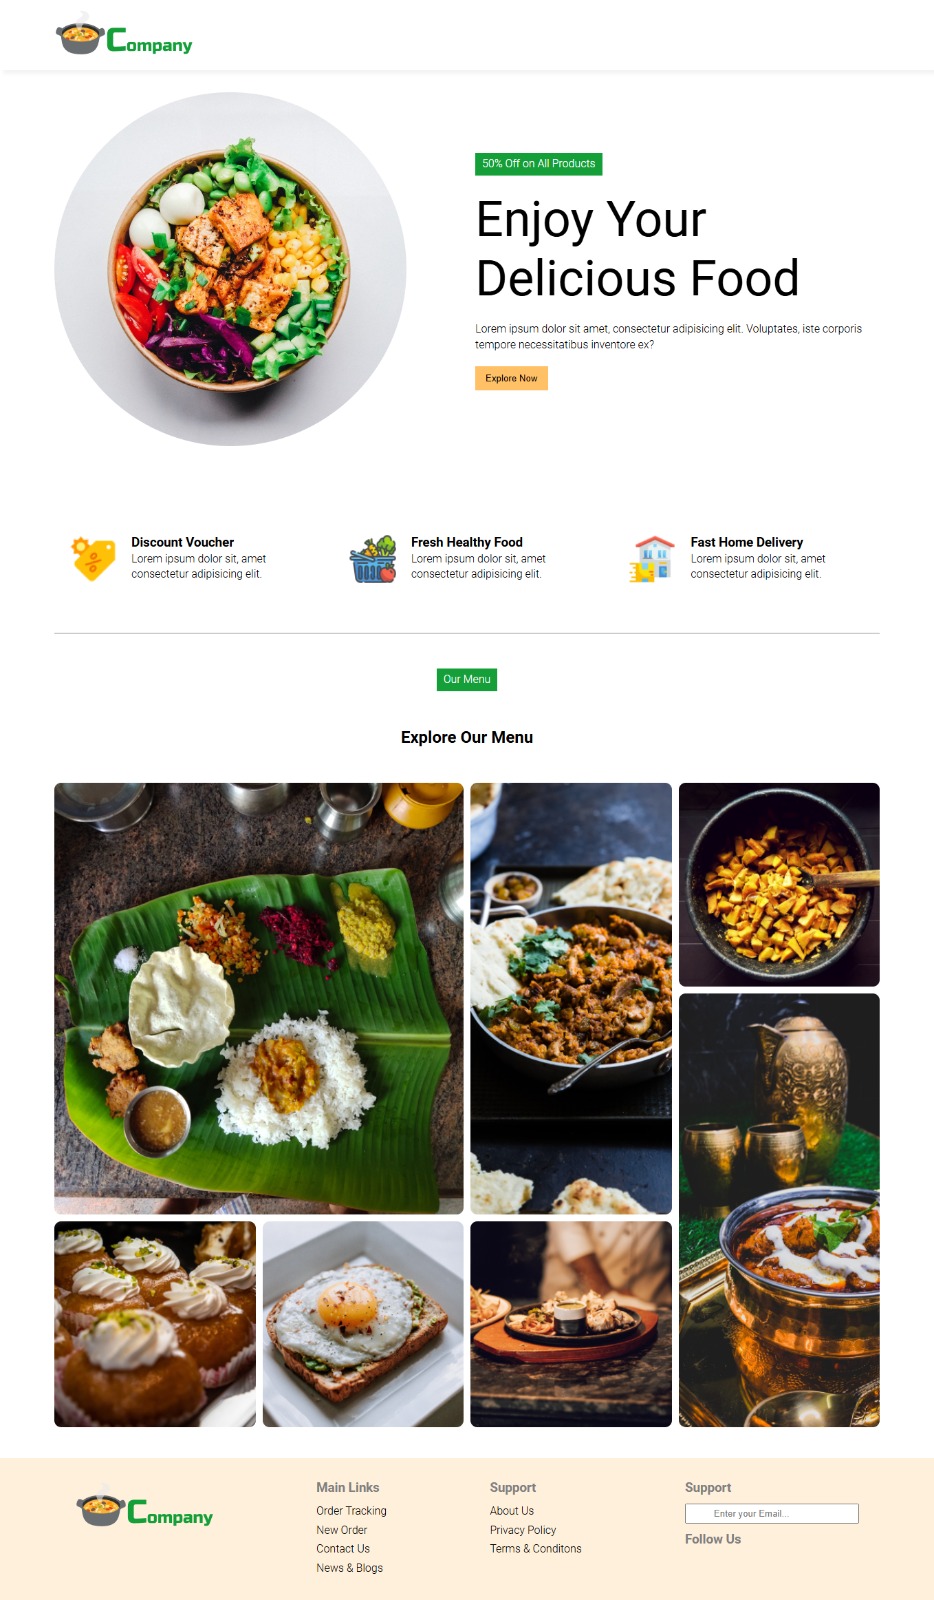 Company
50% Off on All Products
Enjoy Your
Delicious Food
Lorem ipsum dolor sit amet, consectetur adipisicing elit. Voluptates, iste corporis
tempore necessitatibus inventore ex?
Explore Now
Discount Voucher
Lorem ipsum dolor sit, amet
consectetur adipisicing elit.
Fresh Healthy Food
Lorem ipsum dolor sit, amet
consectetur adipisicing elit.
Fast Home Delivery
Lorem ipsum dolor sit, amet
consectetur adipisicing elit.
Our Menu
Explore Our Menu
Company
Main Links
Order Tracking
New Order
Contact Us
News & Blogs
Support
About Us
Privacy Policy
Terms & Conditons
Support
Enter your Email...
Follow Us